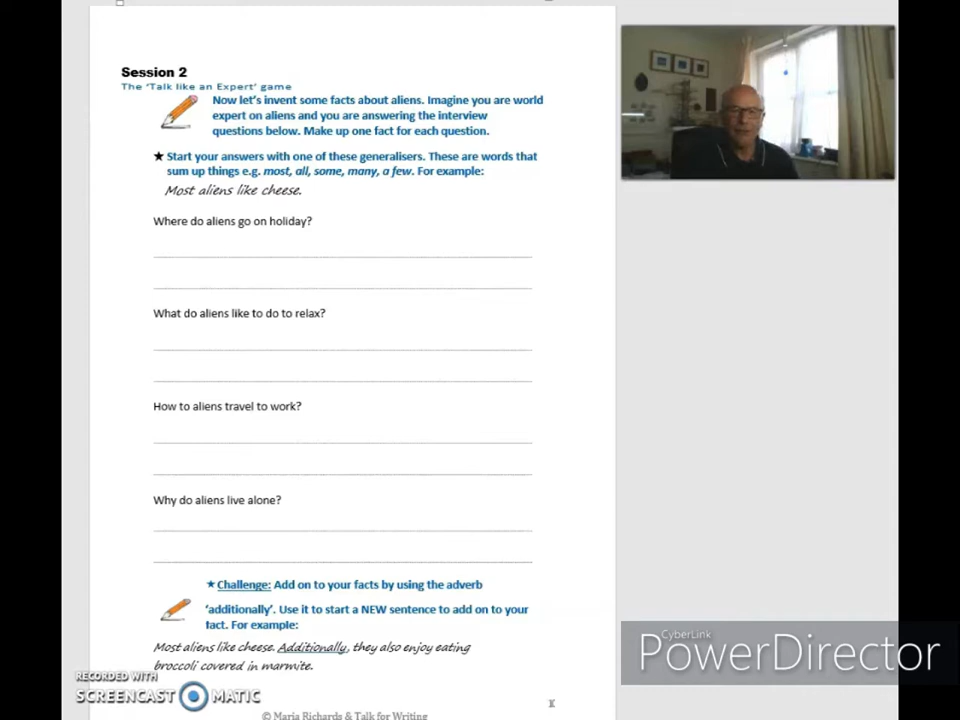 Session 2
The 'Talk like an Expert' game
Now let's invent some facts about aliens. Imagine you are world
expert on aliens and you are answering the interview
questions below. Make up one fact for each question.
★ Start your answers with one of these generalisers. These are words that
sum up things e.g. most, all, some, many, a few. For example:
Most aliens like cheese.
Where do aliens go on holiday?
What do aliens like to do to relax?
How to aliens travel to work?
Why do aliens live alone?
★ Challenge: Add on to your facts by using the adverb
'additionally'. Use it to start a NEW sentence to add on to your
fact. For example:
Most aliens like cheese. Additionally, they also enjoy eating
broccoli covered in marmite.
RECORDED WITH
SCREENCAST MATIC
© Maria Richards & Talk for Writing
CyberLink
PowerDirector